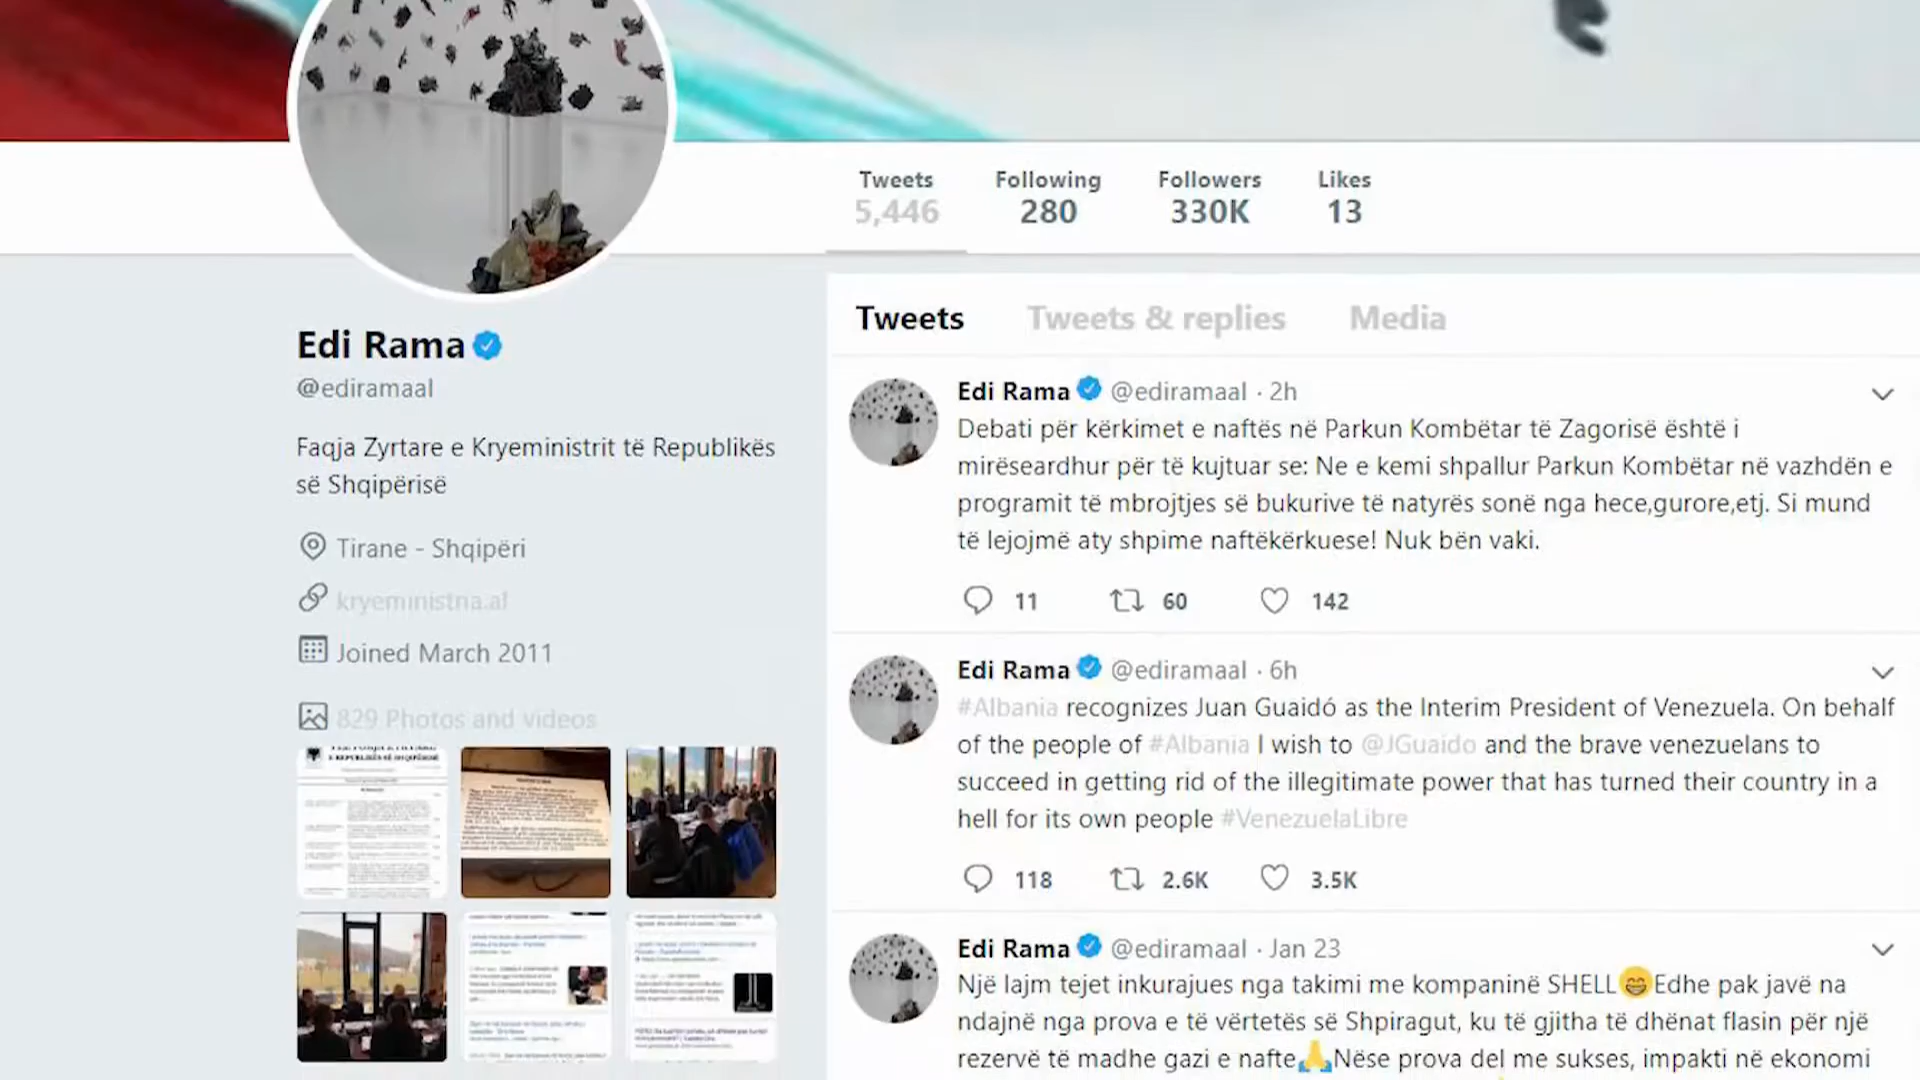 Tweets
5,446
Following
280
Followers
330K
Likes
13
Edi Rama
@ediramaal
Faqja Zyrtare e Kryeministrit të Republikës
së Shqipërisë
Tirane - Shqipëri
kryeministria.al
Joined March 2011
829 Photos and videos
Tweets
Tweets & replies
Media
Edi Rama @ediramaal · 2h
Debati për kërkimet e naftës në Parkun Kombëtar të Zagorisë është i
mirëseardhur për të kujtuar se: Ne e kemi shpallur Parkun Kombëtar në vazhdën e
programit të mbrojtjes së bukurive të natyrës sonë nga hece,gurore,etj. Si mund
të lejojmë aty shpime naftëkërkuese! Nuk bën vaki.
11 60 142
Edi Rama @ediramaal · 6h
#Albania recognizes Juan Guaidó as the Interim President of Venezuela. On behalf
of the people of #Albania I wish to @JGuaido and the brave venezuelans to
succeed in getting rid of the illegitimate power that has turned their country in a
hell for its own people #VenezuelaLibre
118 2.6K 3.5K
Edi Rama @ediramaal · Jan 23
Një lajm tejet inkurajues nga takimi me kompaninë SHELL😁Edhe pak javë na
ndajnë nga prova e të vërtetës së Shpiragut, ku të gjitha të dhënat flasin për një
rezervë të madhe gazi e nafte🙏Nëse prova del me sukses, impakti në ekonomi